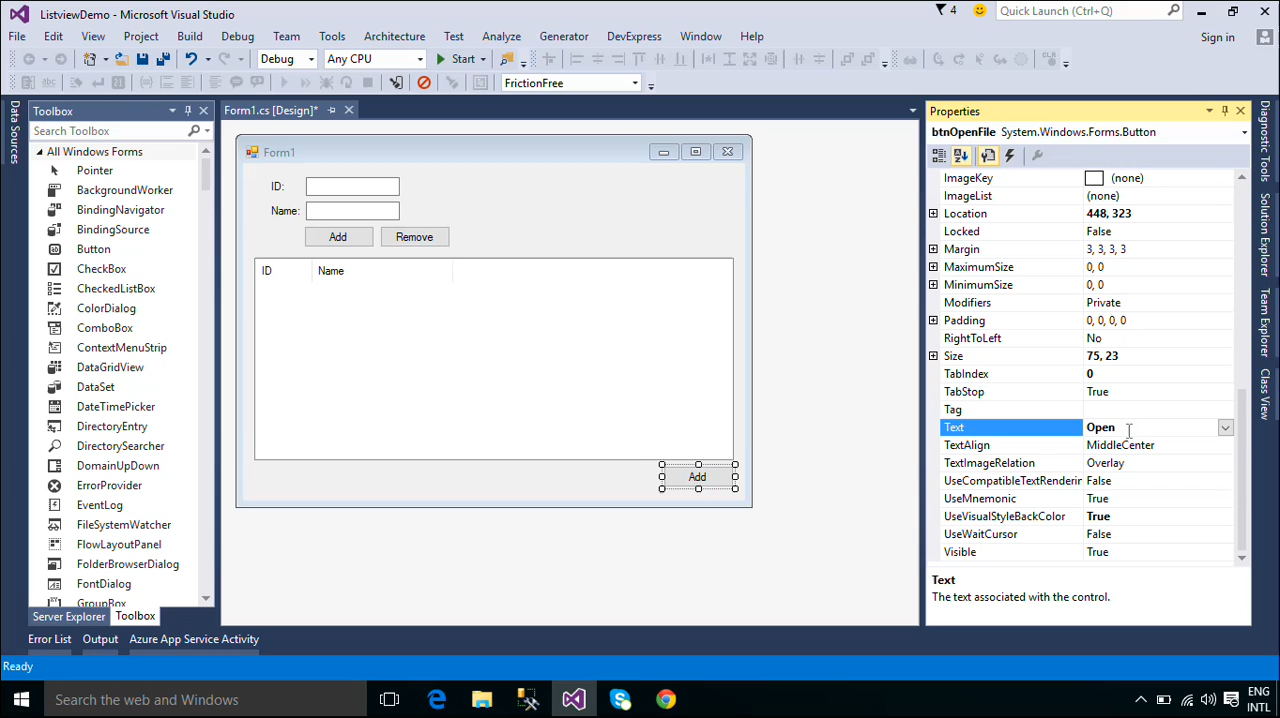 ListviewDemo - Microsoft Visual Studio
4
Quick Launch (Ctrl+Q)
File Edit View Project Build Debug Team Tools Architecture Test Analyze Generator DevExpress Window Help
Sign in
Debug Any CPU Start
FrictionFree
Data Sources
Toolbox
Search Toolbox
All Windows Forms
Pointer
BackgroundWorker
BindingNavigator
BindingSource
Button
CheckBox
CheckedListBox
ColorDialog
ComboBox
ContextMenuStrip
DataGridView
DataSet
DateTimePicker
DirectoryEntry
DirectorySearcher
DomainUpDown
ErrorProvider
EventLog
FileSystemWatcher
FlowLayoutPanel
FolderBrowserDialog
FontDialog
GroupBox
Server Explorer Toolbox
Form1.cs [Design]*
Form1
ID:
Name:
Add Remove
ID Name
Add
Properties
btnOpenFile System.Windows.Forms.Button
ImageKey (none)
ImageList (none)
Location 448, 323
Locked False
Margin 3, 3, 3, 3
MaximumSize 0, 0
MinimumSize 0, 0
Modifiers Private
Padding 0, 0, 0, 0
RightToLeft No
Size 75, 23
TabIndex 0
TabStop True
Tag
Text Open
TextAlign MiddleCenter
TextImageRelation Overlay
UseCompatibleTextRenderin False
UseMnemonic True
UseVisualStyleBackColor True
UseWaitCursor False
Visible True
Text
The text associated with the control.
Diagnostic Tools
Solution Explorer
Team Explorer
Class View
Error List Output Azure App Service Activity
Ready
Search the web and Windows
ENG
INTL